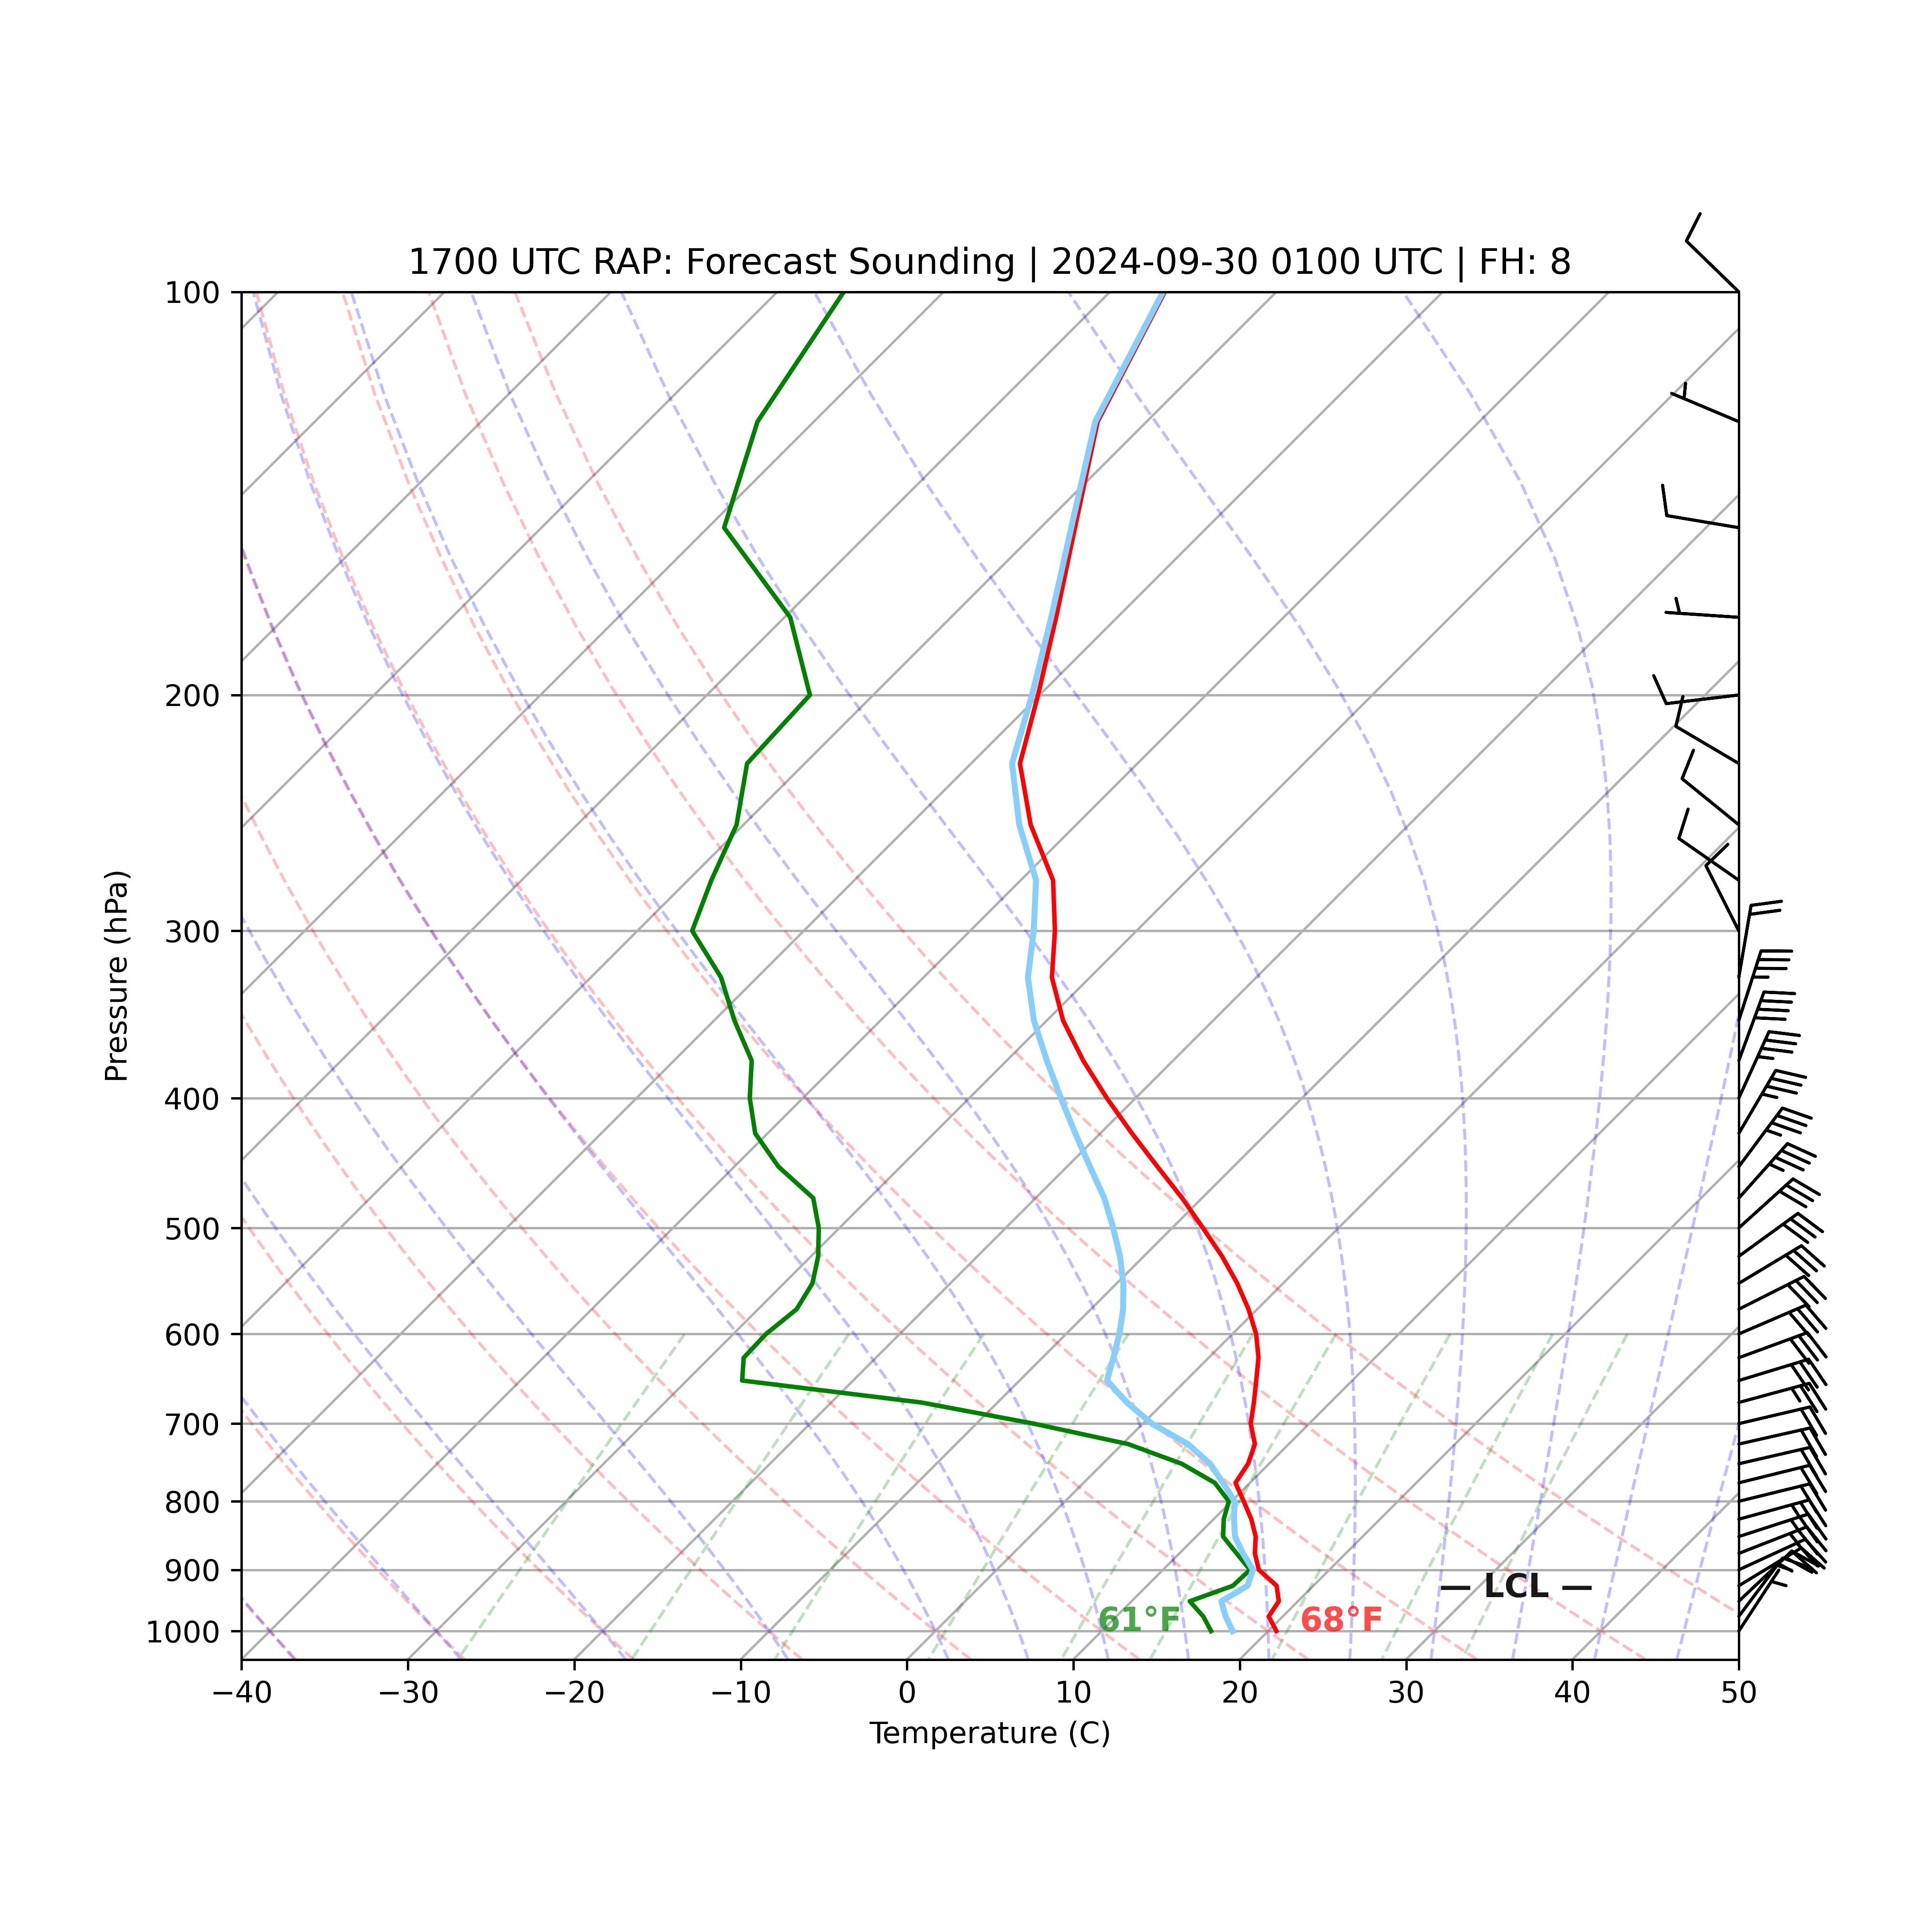 1700 UTC RAP: Forecast Sounding | 2024-09-30 0100 UTC | FH: 8
100
200
300
400
500
600
700
800
900
1000
Pressure (hPa)
— LCL —
61°F
68°F
−40 −30 −20 −10 0 10 20 30 40 50
Temperature (C)